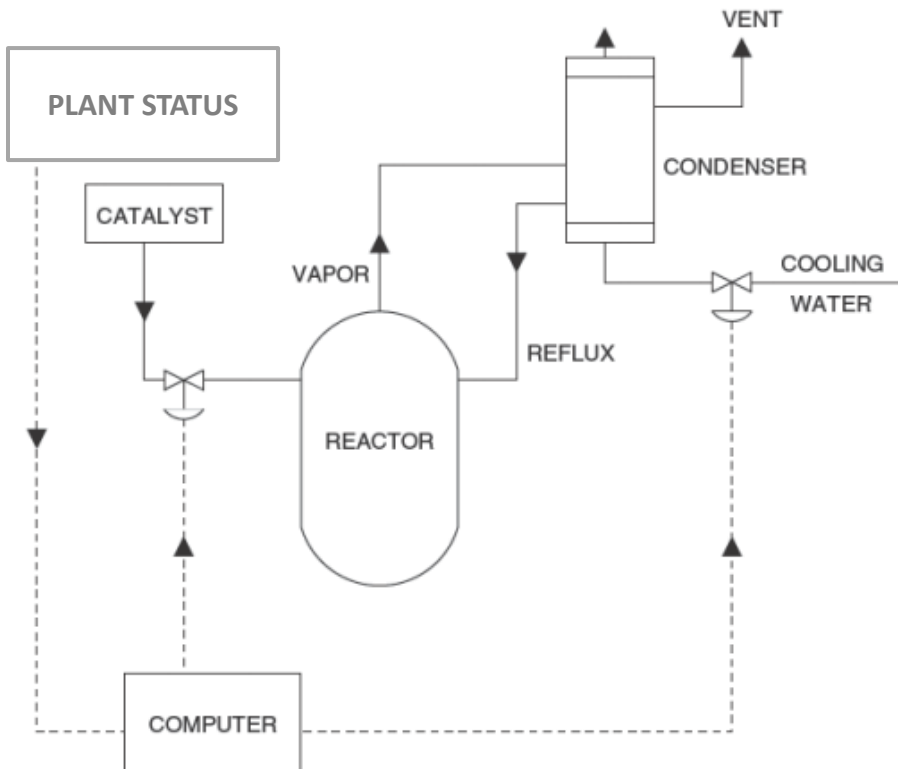 VENT
PLANT STATUS
CONDENSER
CATALYST
COOLING
WATER
VAPOR
REFLUX
REACTOR
COMPUTER